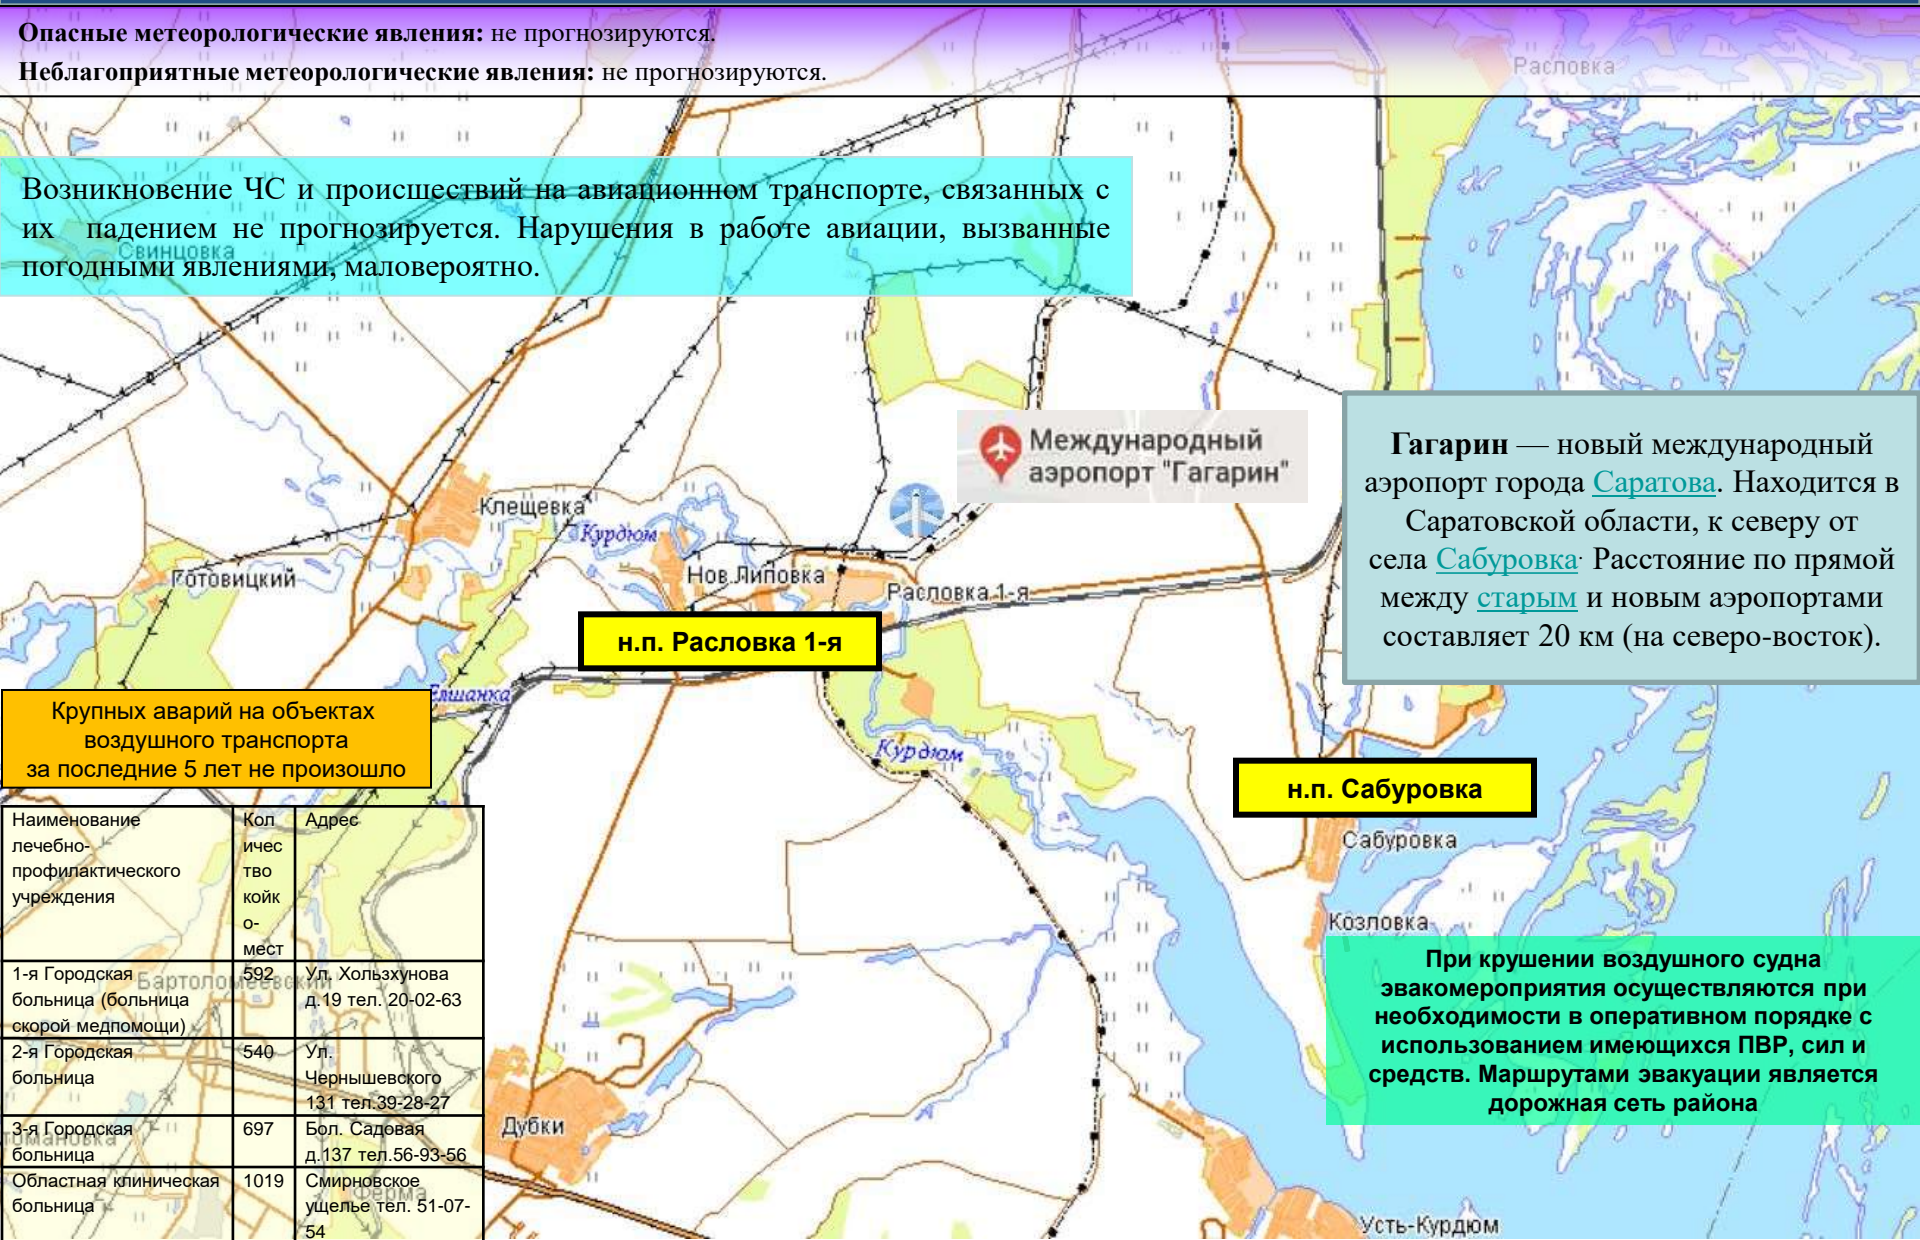 Опасные метеорологические явления: не прогнозируются.
Неблагоприятные метеорологические явления: не прогнозируются.
Расловка
Возникновение ЧС и происшествий на авиационном транспорте, связанных с
их падением не прогнозируется. Нарушения в работе авиации, вызванные
погодными явлениями, маловероятно.
Свинцовка
Международный
аэропорт "Гагарин"
Гагарин — новый международный
аэропорт города Саратова. Находится в
Саратовской области, к северу от
села Сабуровка. Расстояние по прямой
между старым и новым аэропортами
составляет 20 км (на северо-восток).
Клещевка
Курдюм
Готовицкий
Нов.Липовка
Расловка 1-я
н.п. Расловка 1-я
Елшанка
Крупных аварий на объектах
воздушного транспорта
за последние 5 лет не произошло
Курдюм
н.п. Сабуровка
Сабуровка
Козловка
Наименование
лечебно-
профилактического
учреждения
Кол
ичес
тво
койк
о-
мест
Адрес
1-я Городская
больница (больница
скорой медпомощи)
592
Ул. Хользхунова
д.19 тел. 20-02-63
Бартоломеевский
2-я Городская
больница
540
Ул.
Чернышевского
131 тел.39-28-27
3-я Городская
больница
697
Бол. Садовая
д.137 тел.56-93-56
Областная клиническая
больница
1019
Смирновское
ущелье тел. 51-07-
54
Ферма
Дубки
При крушении воздушного судна
эвакомероприятия осуществляются при
необходимости в оперативном порядке с
использованием имеющихся ПВР, сил и
средств. Маршрутами эвакуации является
дорожная сеть района
Усть-Курдюм